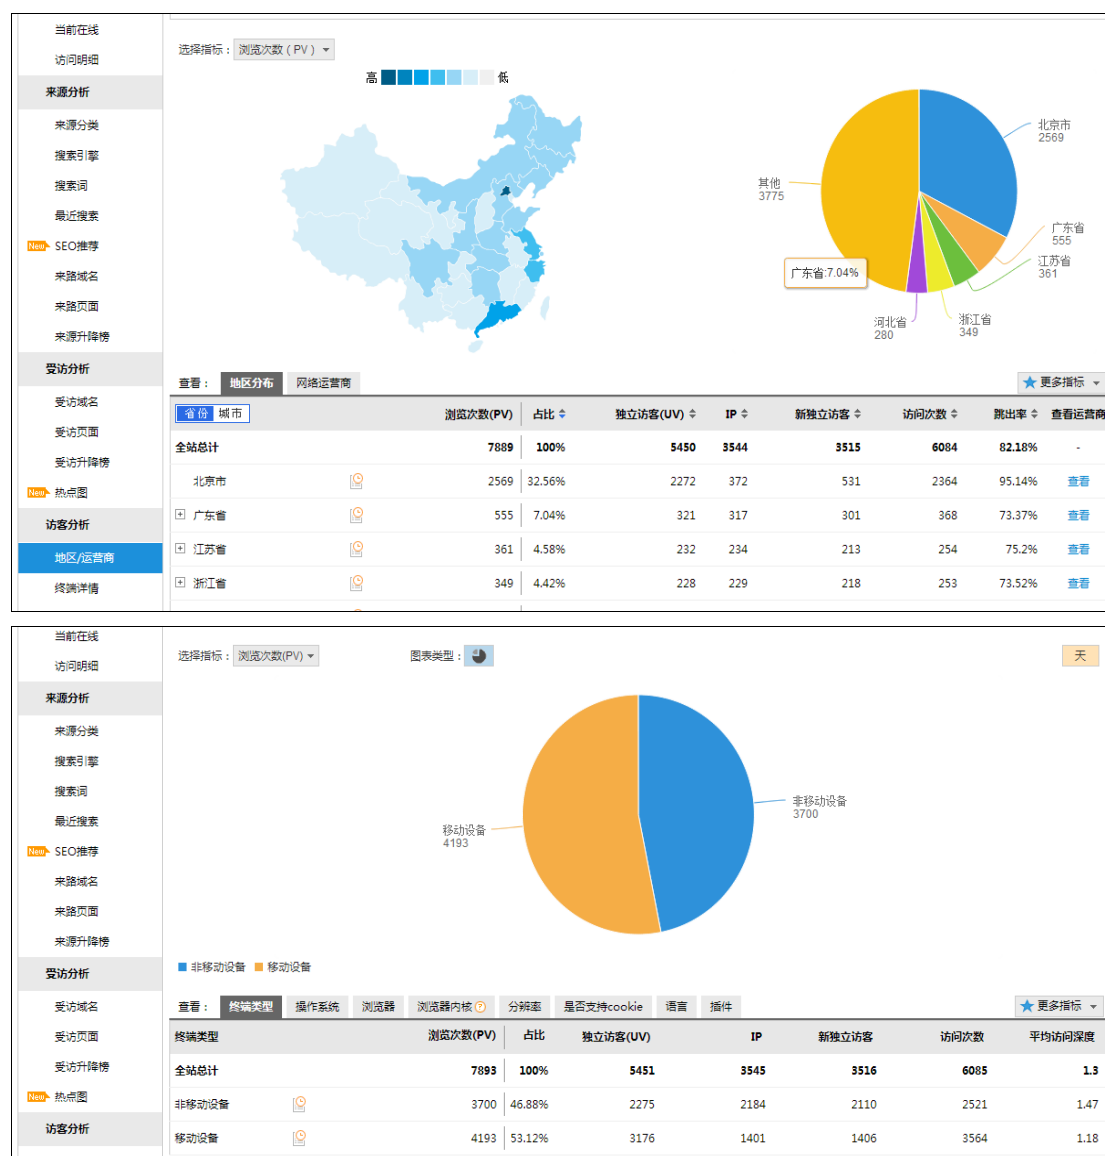 当前在线
访问明细
来源分析
来源分类
搜索引擎
搜索词
最近搜索
New SEO推荐
来路域名
来路页面
来源升降榜
受访分析
受访域名
受访页面
受访升降榜
New 热点图
访客分析
地区/运营商
终端详情
选择指标： 浏览次数（PV）
高 低
北京市
2569
其他
3775
广东省
555
江苏省
361
广东省:7.04%
浙江省
349
河北省
280
查看： 地区分布 网络运营商 更多指标
省份 城市 浏览次数(PV) 占比 独立访客(UV) IP 新独立访客 访问次数 跳出率 查看运营商
全站总计 7889 100% 5450 3544 3515 6084 82.18% -
北京市 2569 32.56% 2272 372 531 2364 95.14% 查看
广东省 555 7.04% 321 317 301 368 73.37% 查看
江苏省 361 4.58% 232 234 213 254 75.2% 查看
浙江省 349 4.42% 228 229 218 253 73.52% 查看
当前在线
访问明细
来源分析
来源分类
搜索引擎
搜索词
最近搜索
New SEO推荐
来路域名
来路页面
来源升降榜
受访分析
受访域名
受访页面
受访升降榜
New 热点图
访客分析
选择指标： 浏览次数(PV) 图表类型： 天
非移动设备
3700
移动设备
4193
非移动设备 移动设备
查看： 终端类型 操作系统 浏览器 浏览器内核 ? 分辨率 是否支持cookie 语言 插件 更多指标
终端类型 浏览次数(PV) 占比 独立访客(UV) IP 新独立访客 访问次数 平均访问深度
全站总计 7893 100% 5451 3545 3516 6085 1.3
非移动设备 3700 46.88% 2275 2184 2110 2521 1.47
移动设备 4193 53.12% 3176 1401 1406 3564 1.18